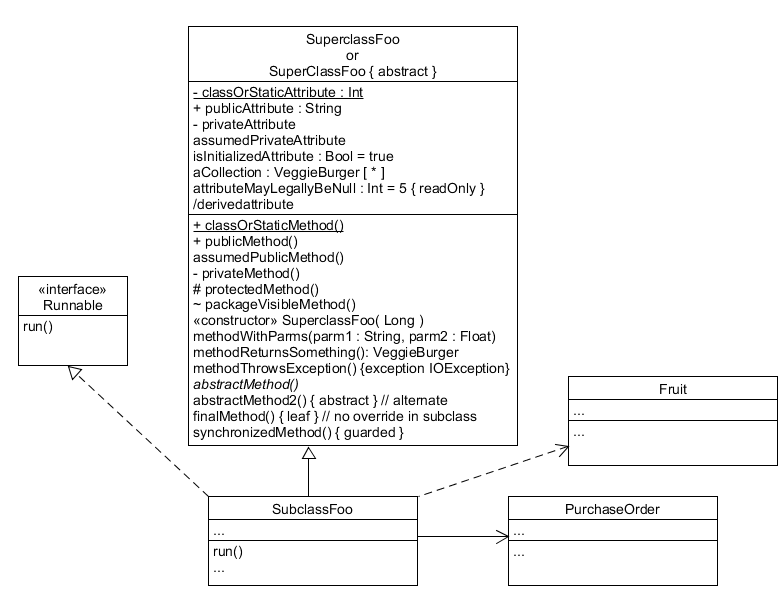 SuperclassFoo
or
SuperClassFoo { abstract }
- classOrStaticAttribute : Int
+ publicAttribute : String
- privateAttribute
assumedPrivateAttribute
isInitializedAttribute : Bool = true
aCollection : VeggieBurger [ * ]
attributeMayLegallyBeNull : Int = 5 { readOnly }
/derivedattribute
+ classOrStaticMethod()
+ publicMethod()
assumedPublicMethod()
- privateMethod()
# protectedMethod()
~ packageVisibleMethod()
«constructor» SuperclassFoo( Long )
methodWithParms(parm1 : String, parm2 : Float)
methodReturnsSomething(): VeggieBurger
methodThrowsException() {exception IOException}
abstractMethod()
abstractMethod2() { abstract } // alternate
finalMethod() { leaf } // no override in subclass
synchronizedMethod() { guarded }
«interface»
Runnable
run()
Fruit
...
...
SubclassFoo
...
run()
...
PurchaseOrder
...
...